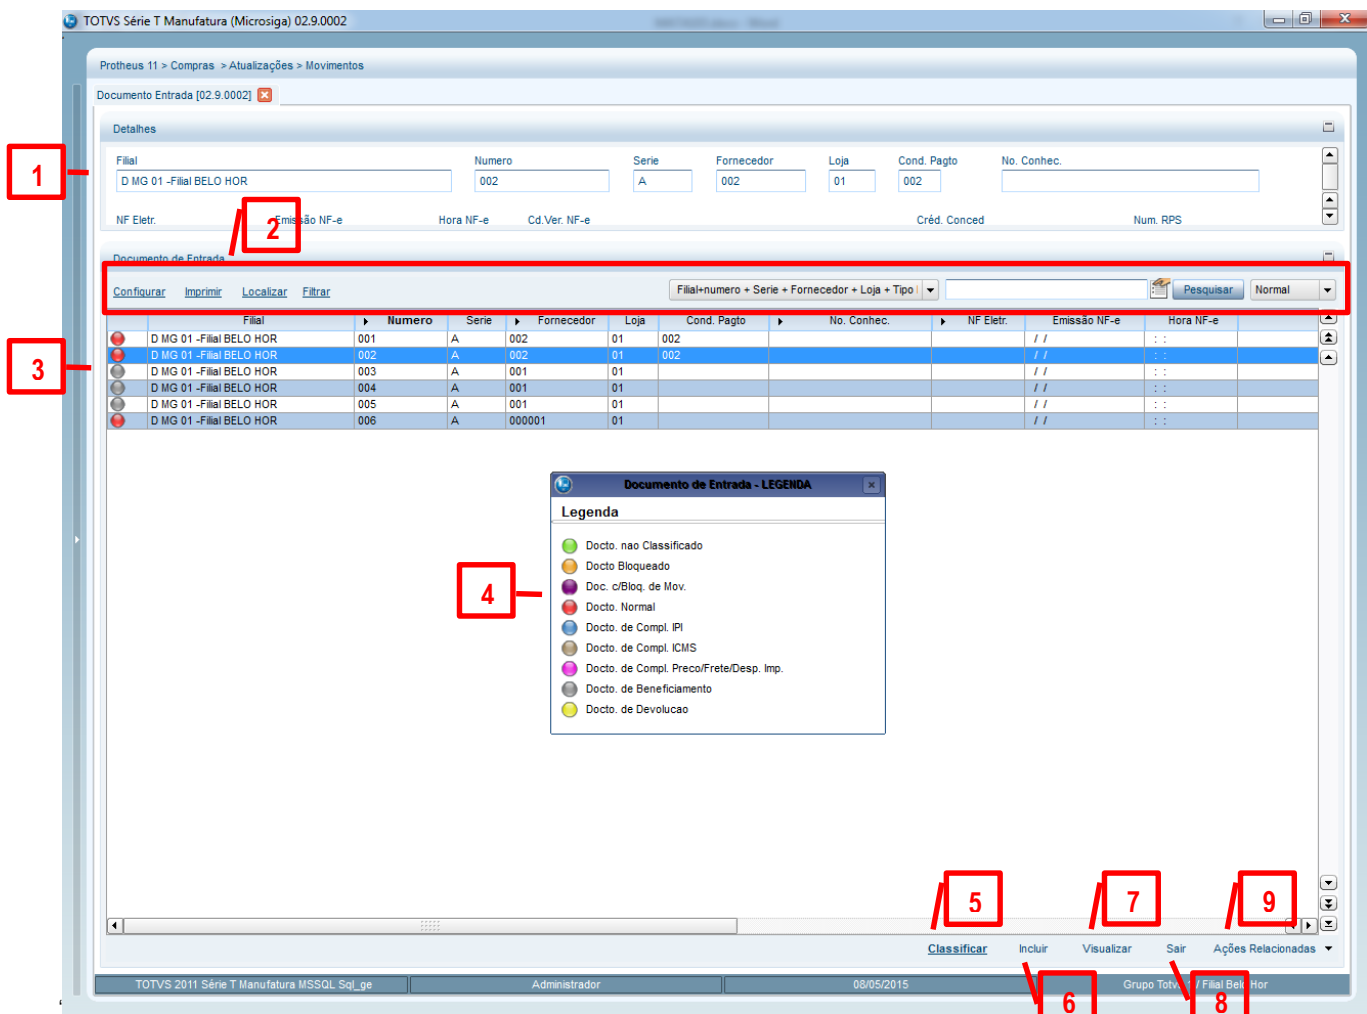 TOTVS Série T Manufatura (Microsiga) 02.9.0002
Protheus 11 > Compras > Atualizações > Movimentos
Documento Entrada [02.9.0002]
Detalhes
1
Filial Numero Serie Fornecedor Loja Cond. Pagto No. Conhec.
D MG 01 -Filial BELO HOR 002 A 002 01 002
NF Eletr. Emissão NF-e Hora NF-e Cd.Ver. NF-e Créd. Conced Num. RPS
2
Documento de Entrada
Configurar Imprimir Localizar Filtrar Filial+numero + Serie + Fornecedor + Loja + Tipo Pesquisar Normal
Filial Numero Serie Fornecedor Loja Cond. Pagto No. Conhec. NF Eletr. Emissão NF-e Hora NF-e
D MG 01 -Filial BELO HOR 001 A 002 01 002 / / : :
D MG 01 -Filial BELO HOR 002 A 002 01 002 / / : :
3
D MG 01 -Filial BELO HOR 003 A 001 01 / / : :
D MG 01 -Filial BELO HOR 004 A 001 01 / / : :
D MG 01 -Filial BELO HOR 005 A 001 01 / / : :
D MG 01 -Filial BELO HOR 006 A 000001 01 / / : :
Documento de Entrada - LEGENDA
Legenda
Docto. nao Classificado
Docto Bloqueado
Doc. c/Bloq. de Mov.
4
Docto. Normal
Docto. de Compl. IPI
Docto. de Compl. ICMS
Docto. de Compl. Preco/Frete/Desp. Imp.
Docto. de Beneficiamento
Docto. de Devolucao
5 7 9
Classificar Incluir Visualizar Sair Ações Relacionadas
TOTVS 2011 Série T Manufatura MSSQL Sql_ge Administrador 08/05/2015 Grupo / Filial Hor
6 8